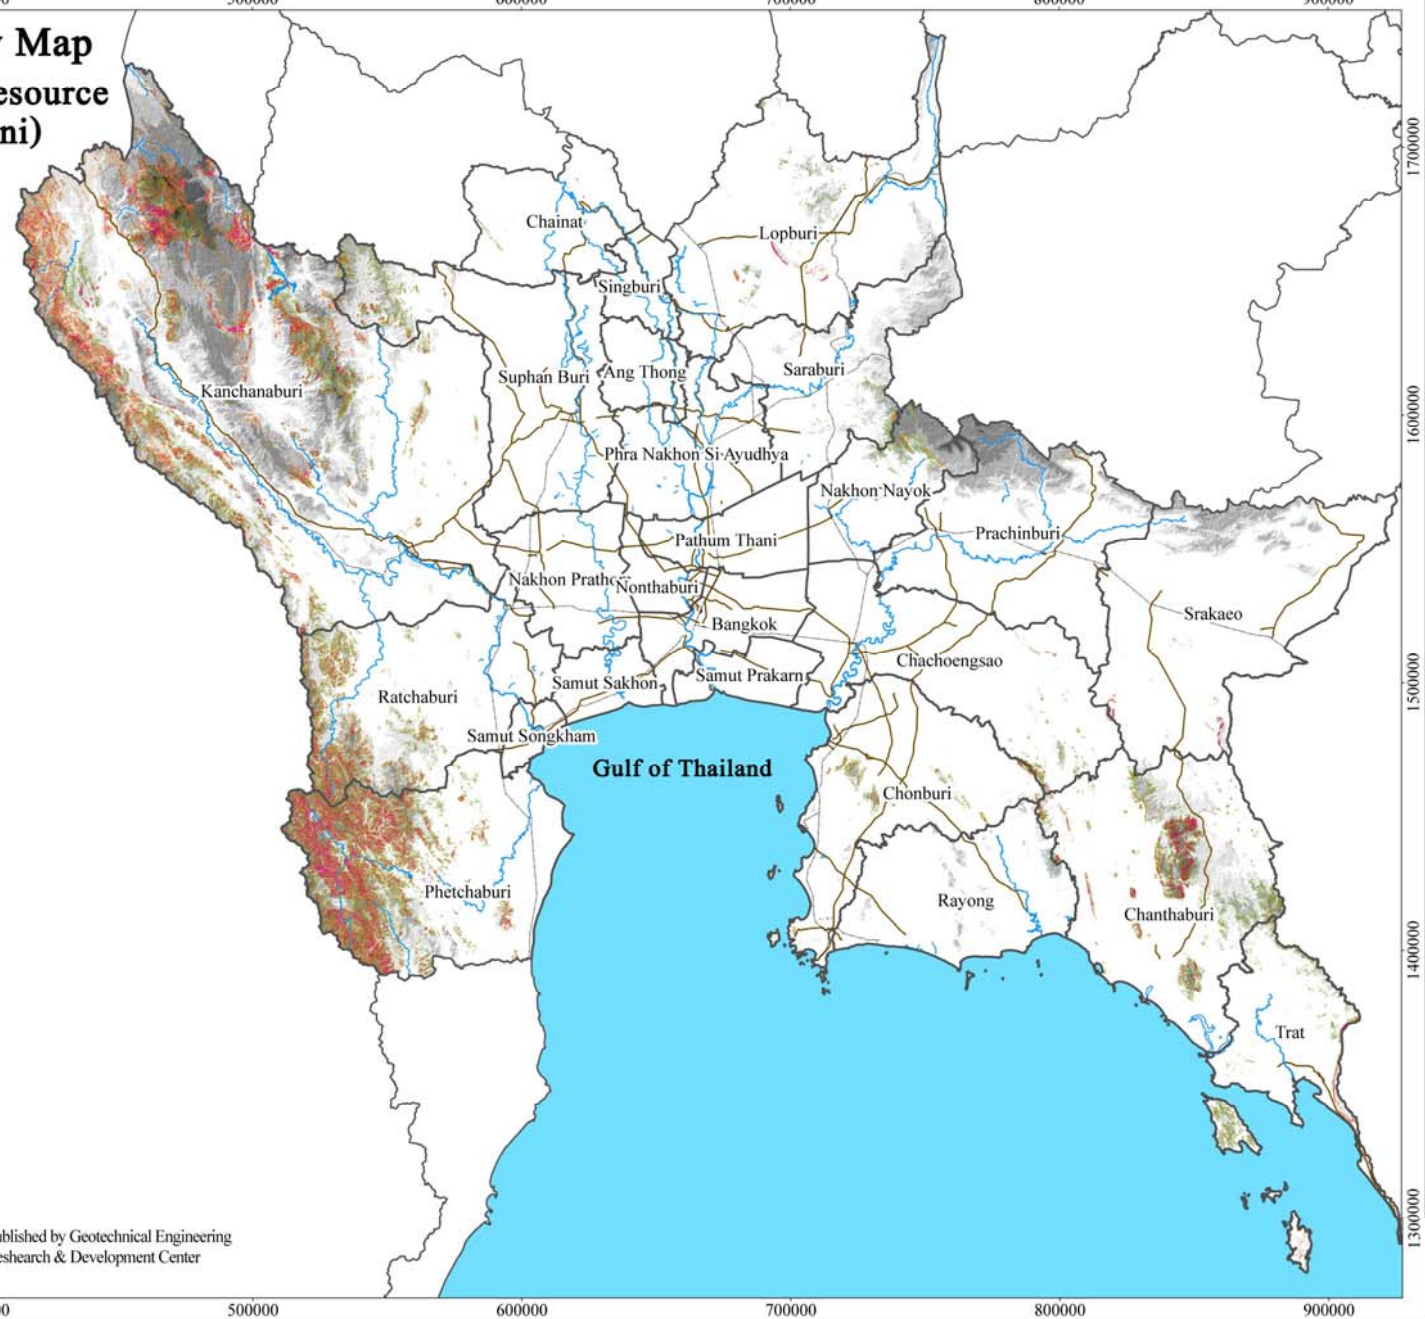 500000 600000 700000 800000 900000
Map
esource
ni)
1700000
Chainat
Lopburi
Singburi
Kanchanaburi
Suphan Buri
Ang Thong
Saraburi
1600000
Phra Nakhon Si Ayudhya
Nakhon Nayok
Pathum Thani
Prachinburi
Nakhon Pratho
Nonthaburi
Bangkok
Srakaeo
Chachoengsao
Ratchaburi
Samut Sakhon
Samut Prakarn
1500000
Samut Songkham
Gulf of Thailand
Chonburi
Phetchaburi
Rayong
Chanthaburi
1400000
Trat
1300000
ublished by Geotechnical Engineering
eshearch & Development Center
00 500000 600000 700000 800000 900000